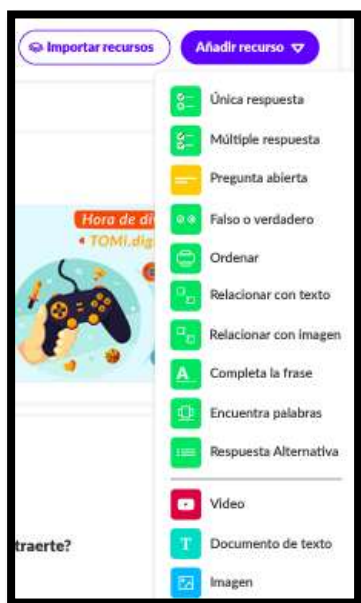 Importar recursos
Añadir recurso
Única respuesta
Múltiple respuesta
Pregunta abierta
Hora de di
TOMi.dig
Falso o verdadero
Ordenar
Relacionar con texto
Relacionar con imagen
A Completa la frase
Encuentra palabras
Respuesta Alternativa
Video
traerte?
T Documento de texto
Imagen